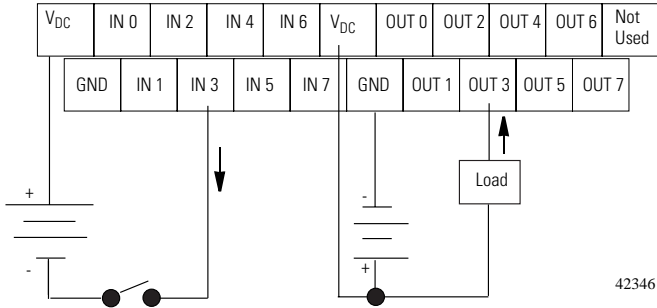 VDC IN 0 IN 2 IN 4 IN 6 VDC OUT 0 OUT 2 OUT 4 OUT 6 Not Used
GND IN 1 IN 3 IN 5 IN 7 GND OUT 1 OUT 3 OUT 5 OUT 7
Load
+
-
-
+
42346